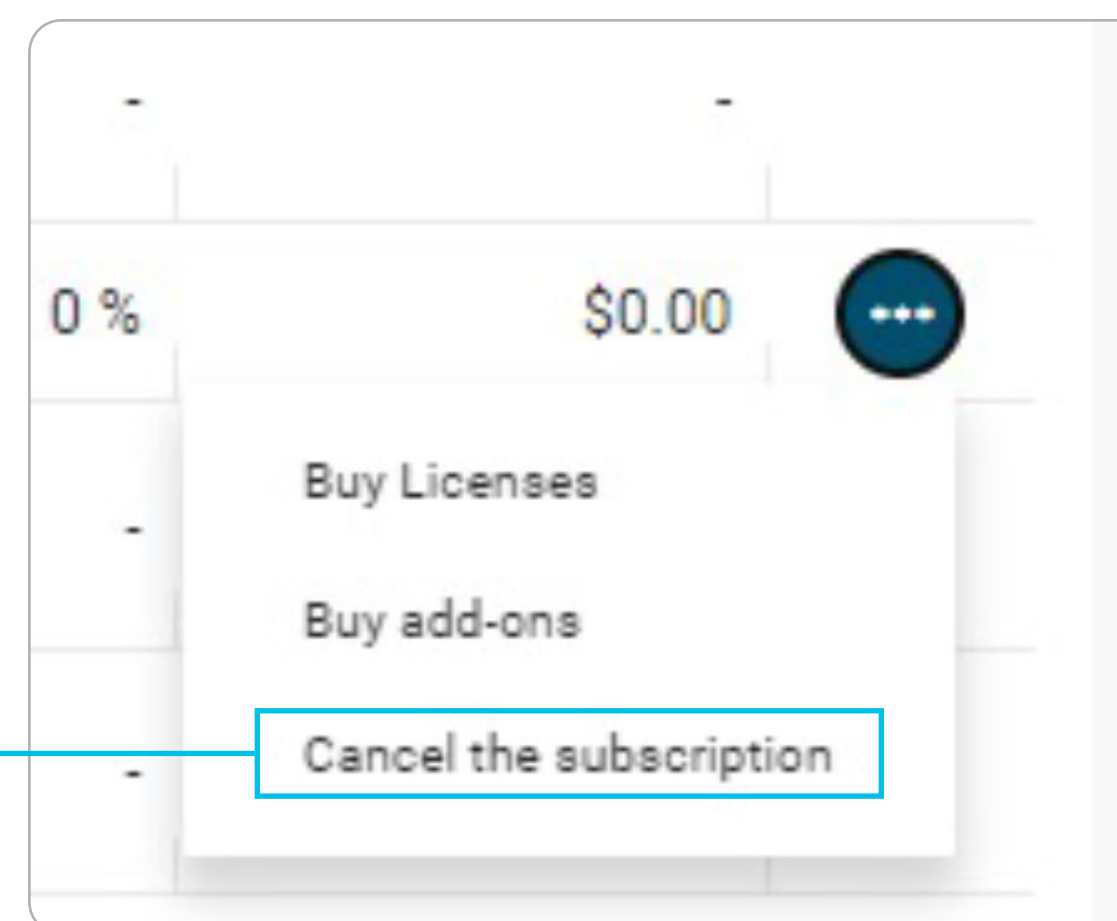 - -
0 % $0.00
Buy Licenses
-
Buy add-ons
Cancel the subscription
-